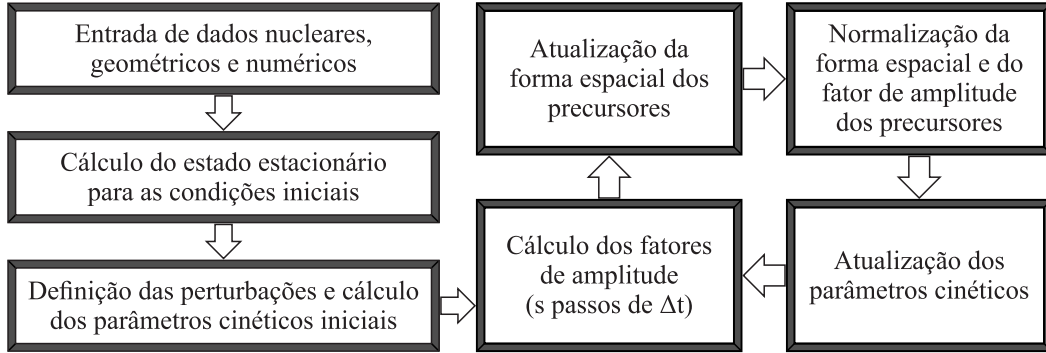 Entrada de dados nucleares,
geométricos e numéricos
Cálculo do estado estacionário
para as condições iniciais
Definição das perturbações e cálculo
dos parâmetros cinéticos iniciais
Cálculo dos fatores
de amplitude
(s passos de Δt)
Atualização da
forma espacial dos
precursores
Normalização da
forma espacial e do
fator de amplitude
dos precursores
Atualização dos
parâmetros cinéticos